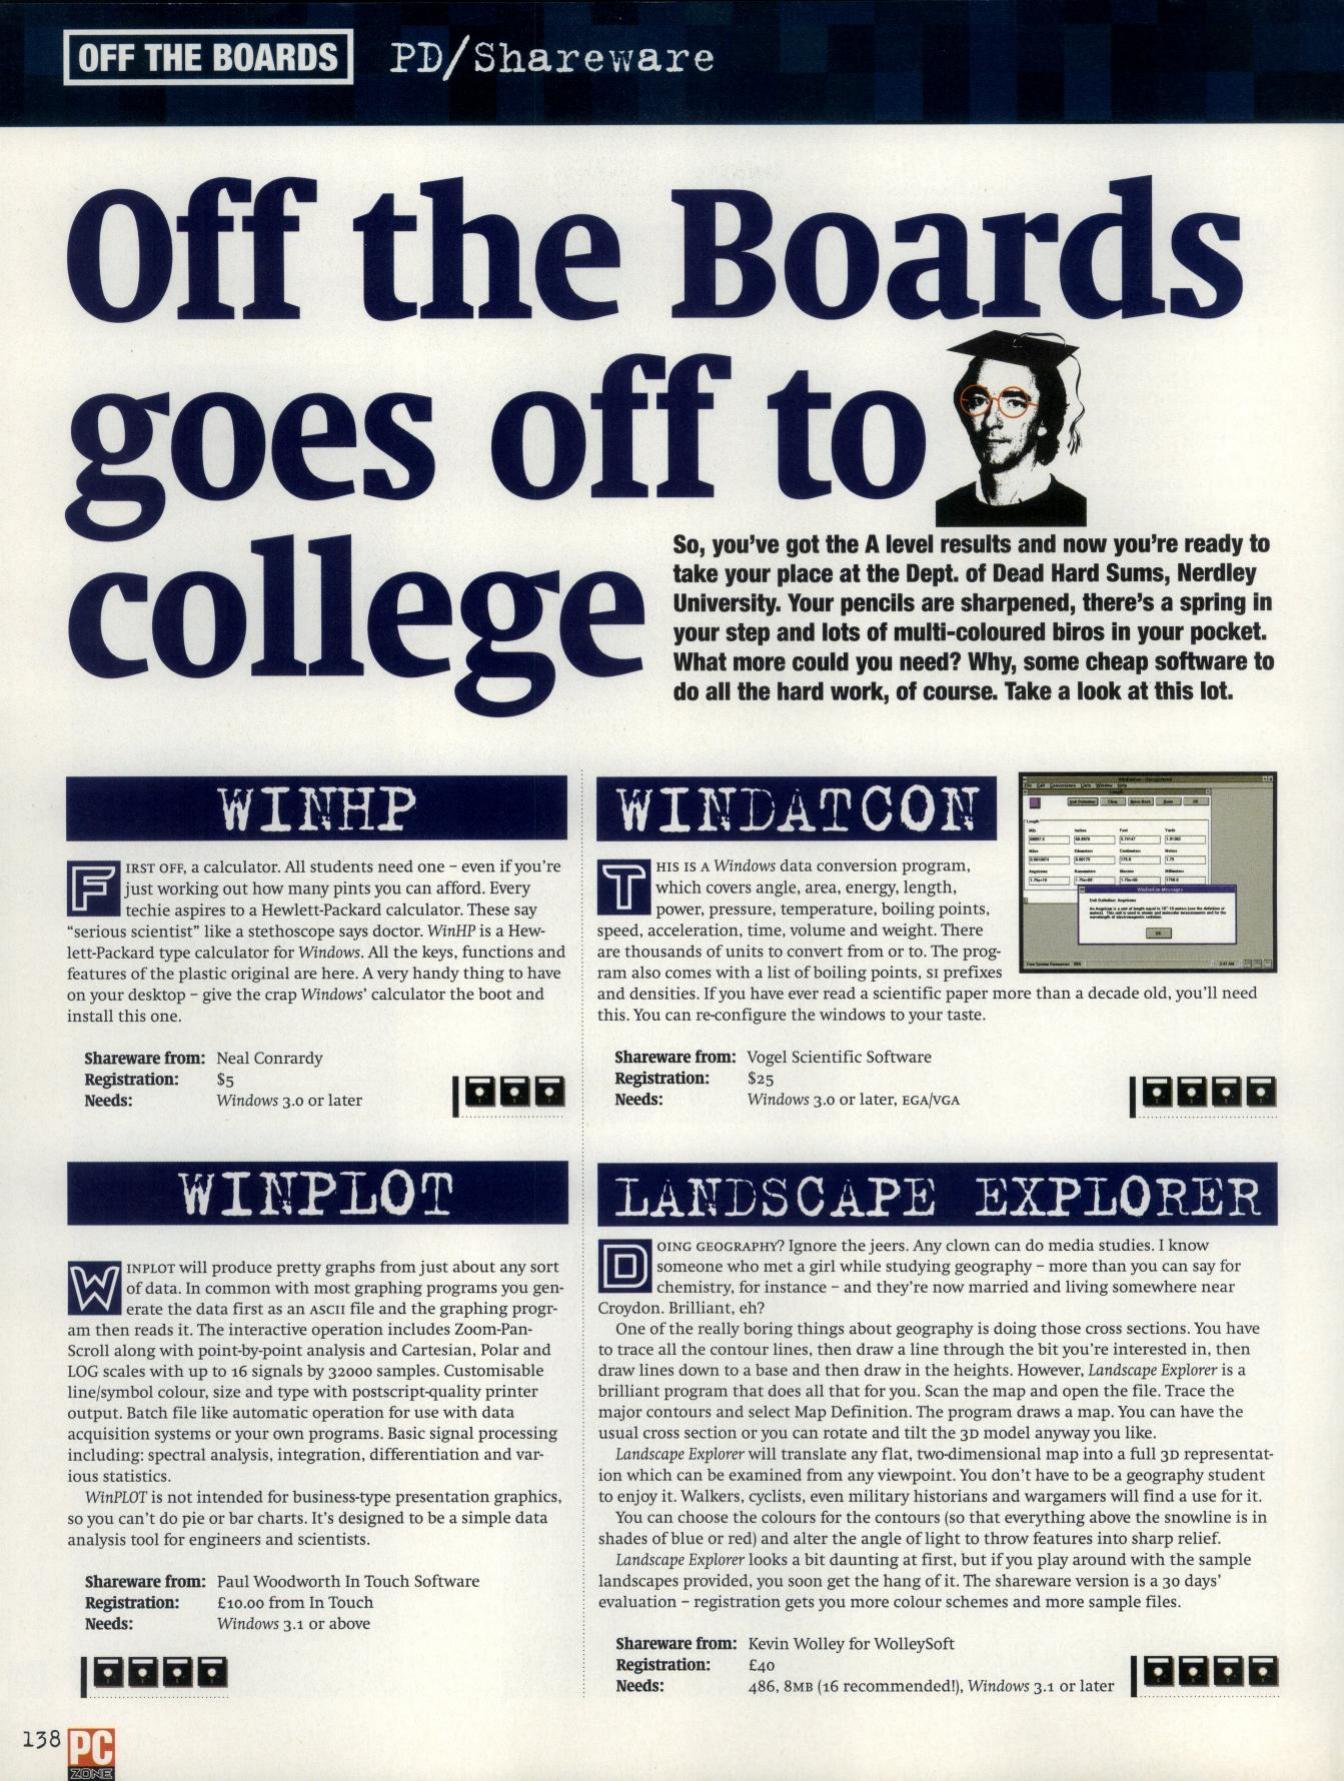 OFF THE BOARDS PD/Shareware
Off the Boards
goes off to
college
So, you've got the A level results and now you're ready to
take your place at the Dept. of Dead Hard Sums, Nerdley
University. Your pencils are sharpened, there's a spring in
your step and lots of multi-coloured biros in your pocket.
What more could you need? Why, some cheap software to
do all the hard work, of course. Take a look at this lot.
WINHP
FIRST OFF, a calculator. All students need one – even if you're
just working out how many pints you can afford. Every
techie aspires to a Hewlett-Packard calculator. These say
"serious scientist" like a stethoscope says doctor. WinHP is a Hew-
lett-Packard type calculator for Windows. All the keys, functions and
features of the plastic original are here. A very handy thing to have
on your desktop – give the crap Windows' calculator the boot and
install this one.
Shareware from: Neal Conrardy
Registration: $5
Needs: Windows 3.0 or later
WINDATCON
THIS IS A Windows data conversion program,
which covers angle, area, energy, length,
power, pressure, temperature, boiling points,
speed, acceleration, time, volume and weight. There
are thousands of units to convert from or to. The prog-
ram also comes with a list of boiling points, SI prefixes
and densities. If you have ever read a scientific paper more than a decade old, you'll need
this. You can re-configure the windows to your taste.
Shareware from: Vogel Scientific Software
Registration: $25
Needs: Windows 3.0 or later, EGA/VGA
WINPLOT
WINPLOT will produce pretty graphs from just about any sort
of data. In common with most graphing programs you gen-
erate the data first as an ASCII file and the graphing progr-
am then reads it. The interactive operation includes Zoom-Pan-
Scroll along with point-by-point analysis and Cartesian, Polar and
LOG scales with up to 16 signals by 32000 samples. Customisable
line/symbol colour, size and type with postscript-quality printer
output. Batch file like automatic operation for use with data
acquisition systems or your own programs. Basic signal processing
including: spectral analysis, integration, differentiation and var-
ious statistics.
WinPLOT is not intended for business-type presentation graphics,
so you can't do pie or bar charts. It's designed to be a simple data
analysis tool for engineers and scientists.
Shareware from: Paul Woodworth In Touch Software
Registration: £10.00 from In Touch
Needs: Windows 3.1 or above
LANDSCAPE EXPLORER
DOING GEOGRAPHY? Ignore the jeers. Any clown can do media studies. I know
someone who met a girl while studying geography – more than you can say for
chemistry, for instance – and they're now married and living somewhere near
Croydon. Brilliant, eh?
One of the really boring things about geography is doing those cross sections. You have
to trace all the contour lines, then draw a line through the bit you're interested in, then
draw lines down to a base and then draw in the heights. However, Landscape Explorer is a
brilliant program that does all that for you. Scan the map and open the file. Trace the
major contours and select Map Definition. The program draws a map. You can have the
usual cross section or you can rotate and tilt the 3D model anyway you like.
Landscape Explorer will translate any flat, two-dimensional map into a full 3D representat-
ion which can be examined from any viewpoint. You don't have to be a geography student
to enjoy it. Walkers, cyclists, even military historians and wargamers will find a use for it.
You can choose the colours for the contours (so that everything above the snowline is in
shades of blue or red) and alter the angle of light to throw features into sharp relief.
Landscape Explorer looks a bit daunting at first, but if you play around with the sample
landscapes provided, you soon get the hang of it. The shareware version is a 30 days'
evaluation – registration gets you more colour schemes and more sample files.
Shareware from: Kevin Wolley for WolleySoft
Registration: £40
Needs: 486, 8MB (16 recommended!), Windows 3.1 or later
138 PC
ZONE